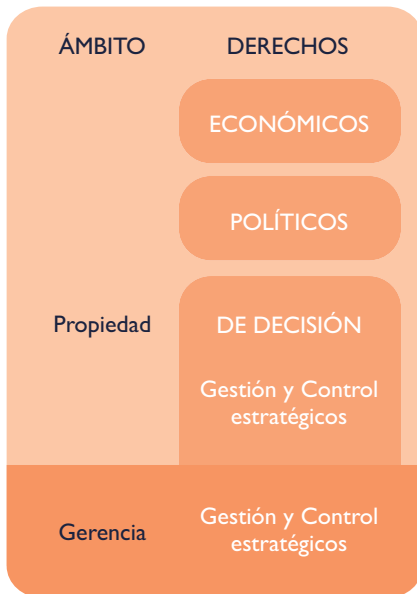 ÁMBITO DERECHOS
ECONÓMICOS
POLÍTICOS
Propiedad DE DECISIÓN
Gestión y Control
estratégicos
Gerencia
Gestión y Control
estratégicos